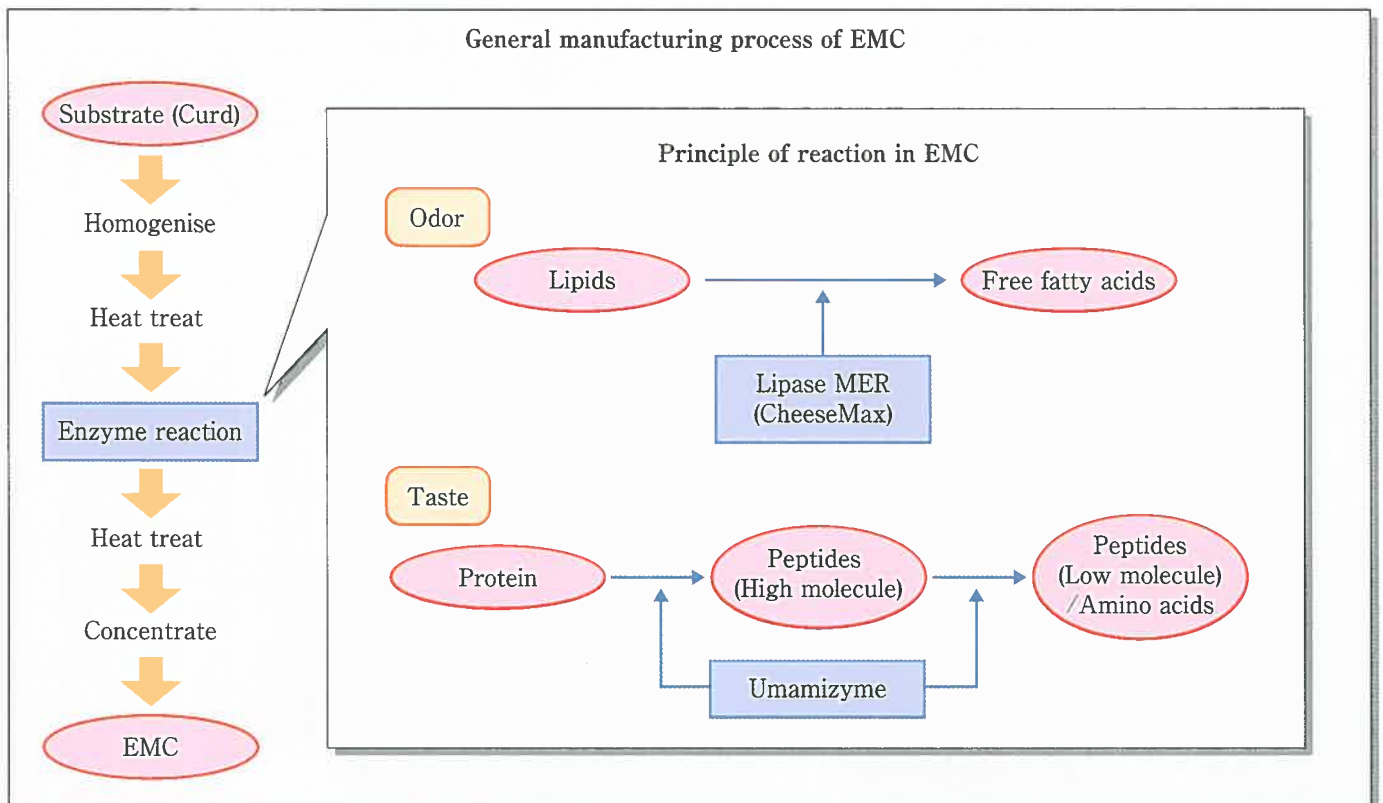 General manufacturing process of EMC
Substrate (Curd)
Homogenise
Heat treat
Enzyme reaction
Heat treat
Concentrate
EMC
Principle of reaction in EMC
Odor
Lipids
Free fatty acids
Lipase MER
(CheeseMax)
Taste
Protein
Peptides
(High molecule)
Peptides
(Low molecule)
/Amino acids
Umamizyme